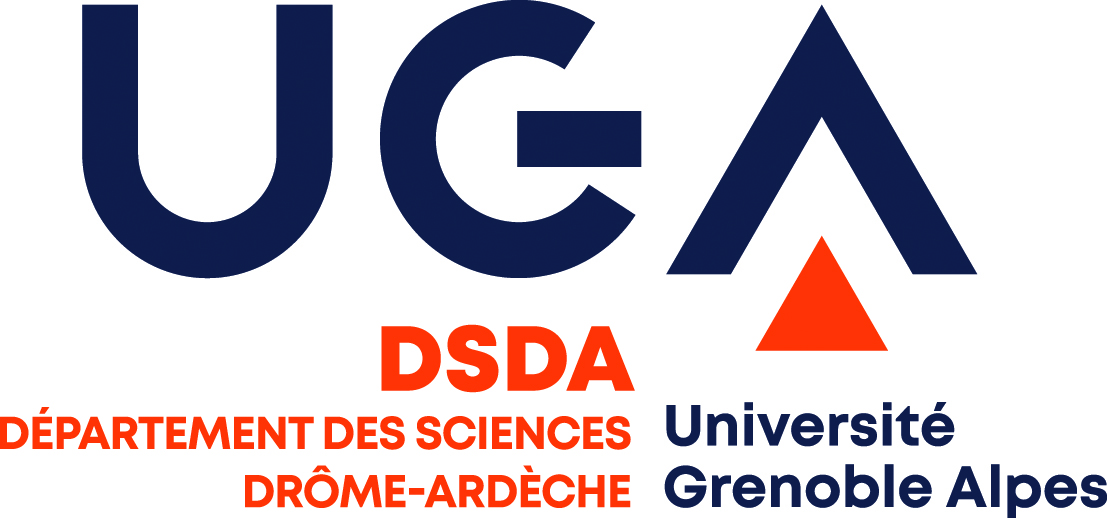 UGA
DSDA
DÉPARTEMENT DES SCIENCES
DRÔME-ARDÈCHE
Université
Grenoble Alpes